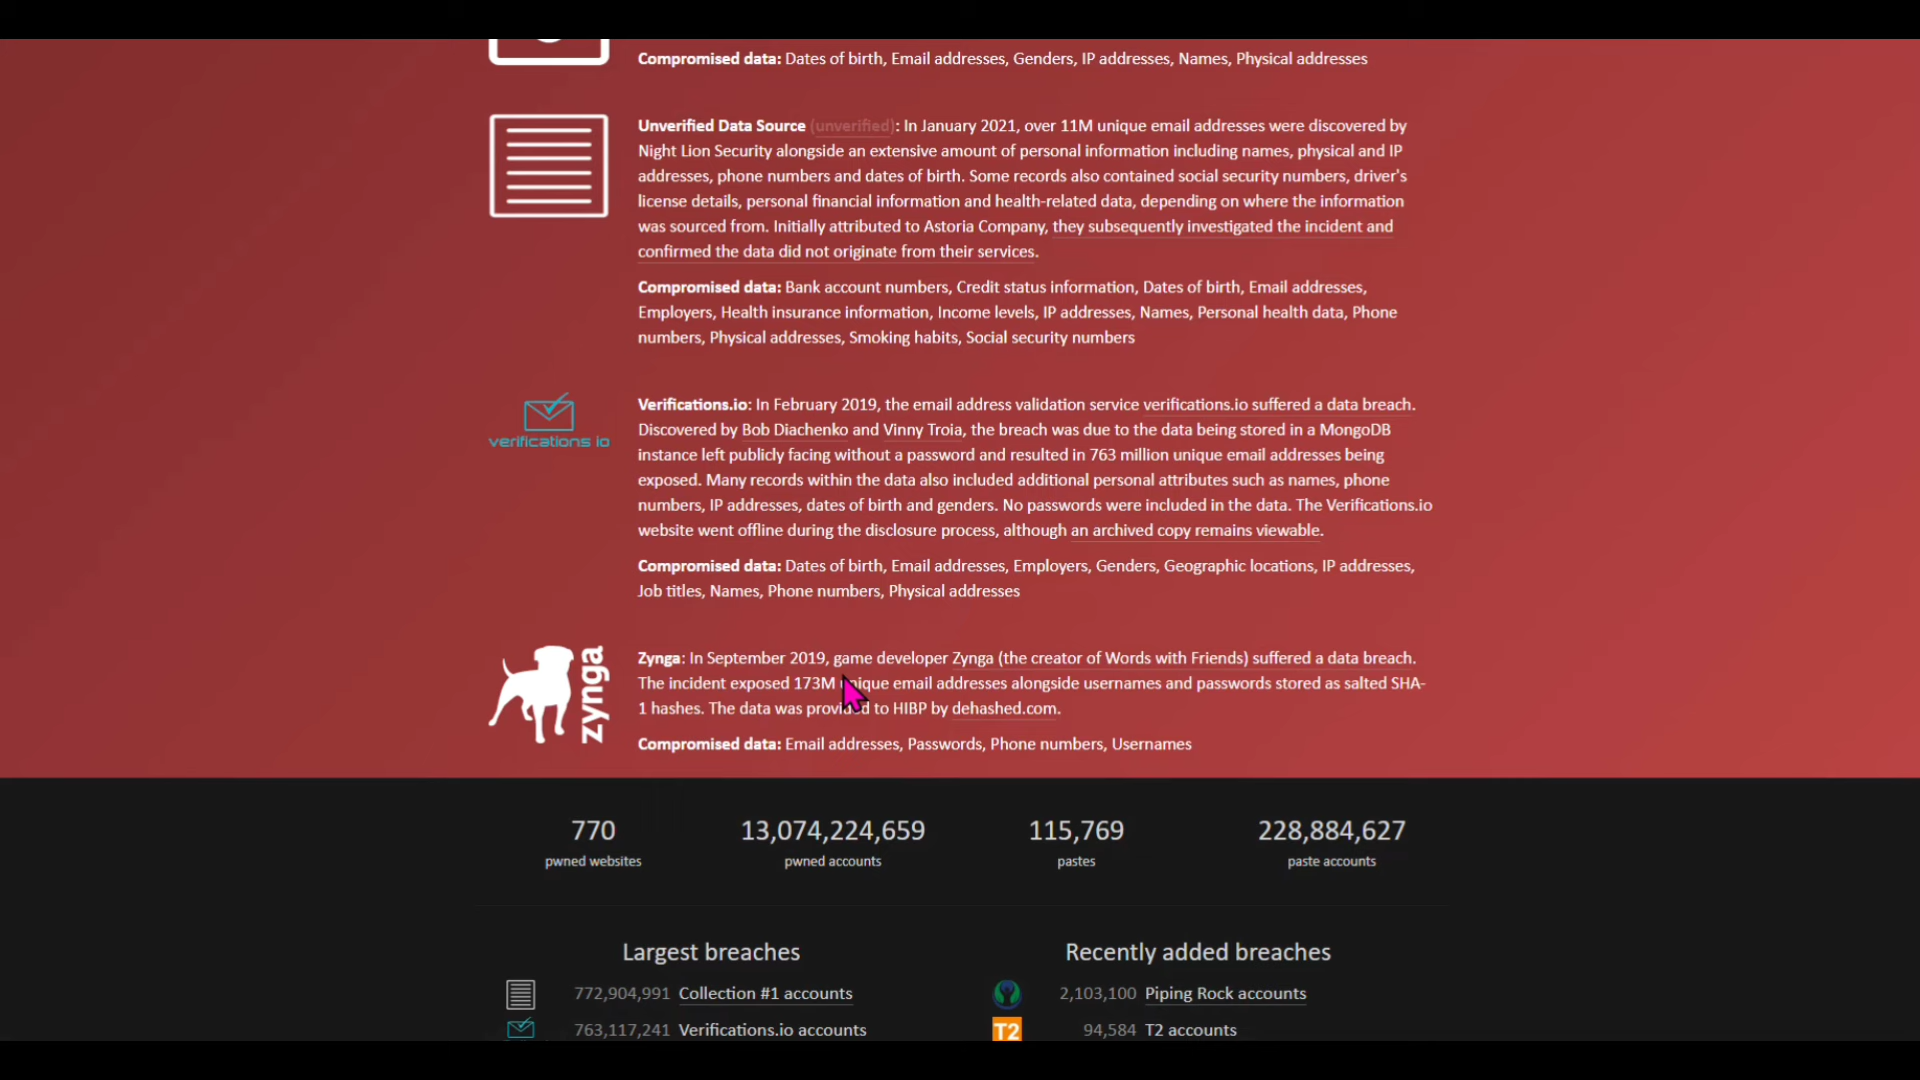 Compromised data: Dates of birth, Email addresses, Genders, IP addresses, Names, Physical addresses
Unverified Data Source (unverified): In January 2021, over 11M unique email addresses were discovered by
Night Lion Security alongside an extensive amount of personal information including names, physical and IP
addresses, phone numbers and dates of birth. Some records also contained social security numbers, driver's
license details, personal financial information and health-related data, depending on where the information
was sourced from. Initially attributed to Astoria Company, they subsequently investigated the incident and
confirmed the data did not originate from their services.
Compromised data: Bank account numbers, Credit status information, Dates of birth, Email addresses,
Employers, Health insurance information, Income levels, IP addresses, Names, Personal health data, Phone
numbers, Physical addresses, Smoking habits, Social security numbers
verifications io
Verifications.io: In February 2019, the email address validation service verifications.io suffered a data breach.
Discovered by Bob Diachenko and Vinny Troia, the breach was due to the data being stored in a MongoDB
instance left publicly facing without a password and resulted in 763 million unique email addresses being
exposed. Many records within the data also included additional personal attributes such as names, phone
numbers, IP addresses, dates of birth and genders. No passwords were included in the data. The Verifications.io
website went offline during the disclosure process, although an archived copy remains viewable.
Compromised data: Dates of birth, Email addresses, Employers, Genders, Geographic locations, IP addresses,
Job titles, Names, Phone numbers, Physical addresses
zynga
Zynga: In September 2019, game developer Zynga (the creator of Words with Friends) suffered a data breach.
The incident exposed 173M unique email addresses alongside usernames and passwords stored as salted SHA-
1 hashes. The data was provided to HIBP by dehashed.com.
Compromised data: Email addresses, Passwords, Phone numbers, Usernames
770 13,074,224,659 115,769 228,884,627
pwned websites pwned accounts pastes paste accounts
Largest breaches
772,904,991 Collection #1 accounts
763,117,241 Verifications.io accounts
Recently added breaches
2,103,100 Piping Rock accounts
T2 94,584 T2 accounts